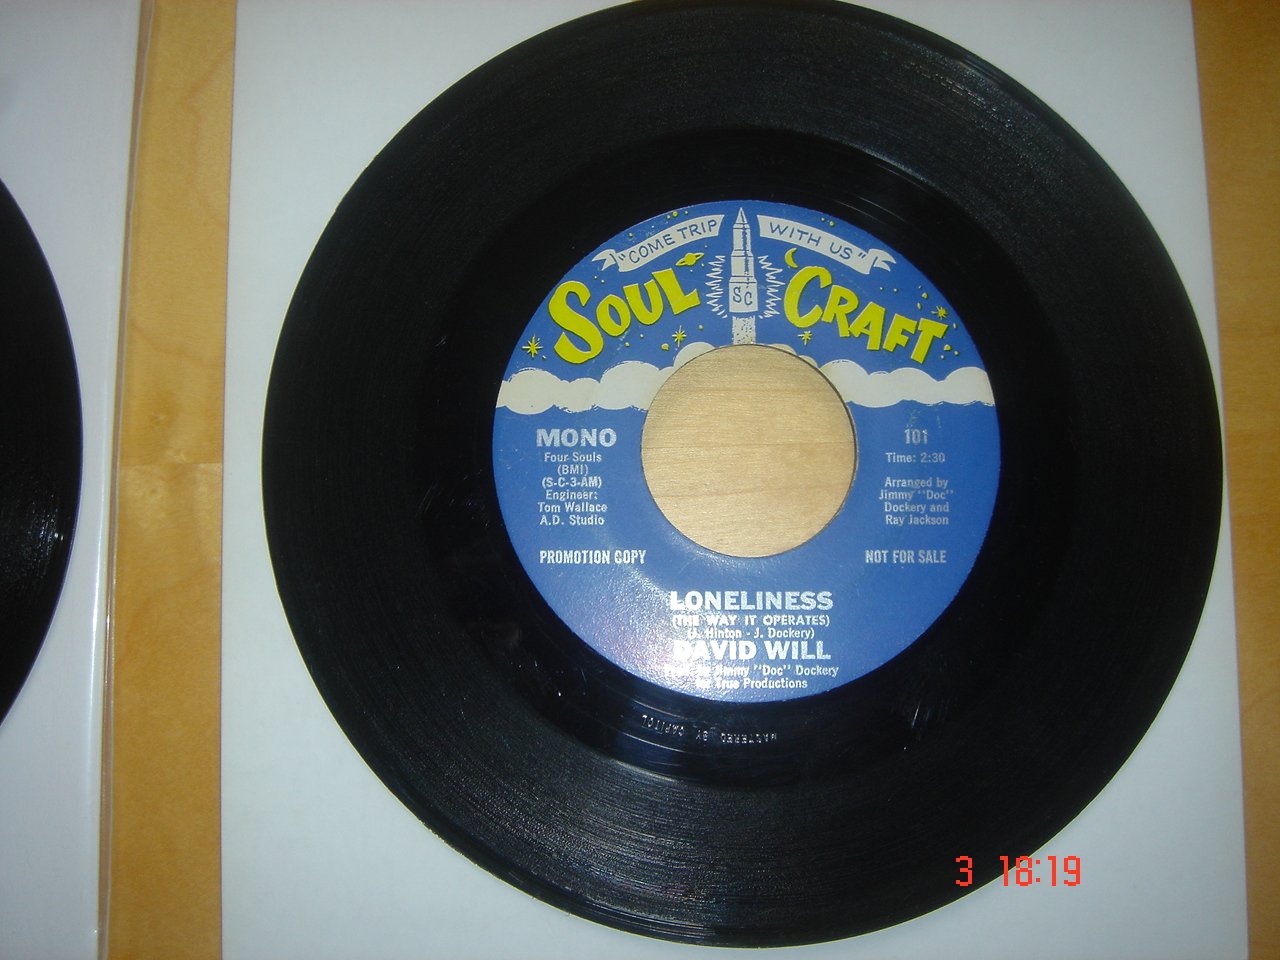 "COME TRIP WITH US"
SC
SOUL CRAFT
MONO
Four Souls
(BMI)
(S-C-3-AM)
Engineer:
Tom Wallace
A.D. Studio
101
Time: 2:30
Arranged by
Jimmy "Doc"
Dockery and
Ray Jackson
PROMOTION COPY
NOT FOR SALE
LONELINESS
(THE WAY IT OPERATES)
Hinton - J. Dockery)
DAVID WILL
Jimmy "Doc" Dockery
True Productions
MASTERED BY CAPITOL
3 18:19